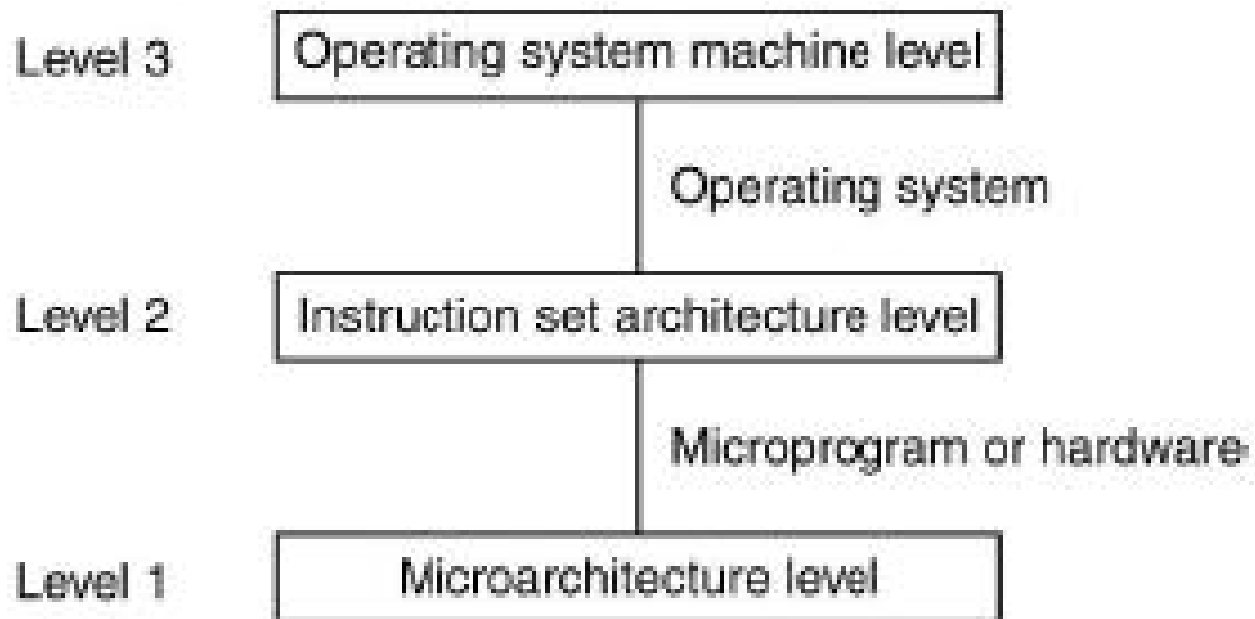 Level 3
Operating system machine level
Operating system
Level 2
Instruction set architecture level
Microprogram or hardware
Level 1
Microarchitecture level